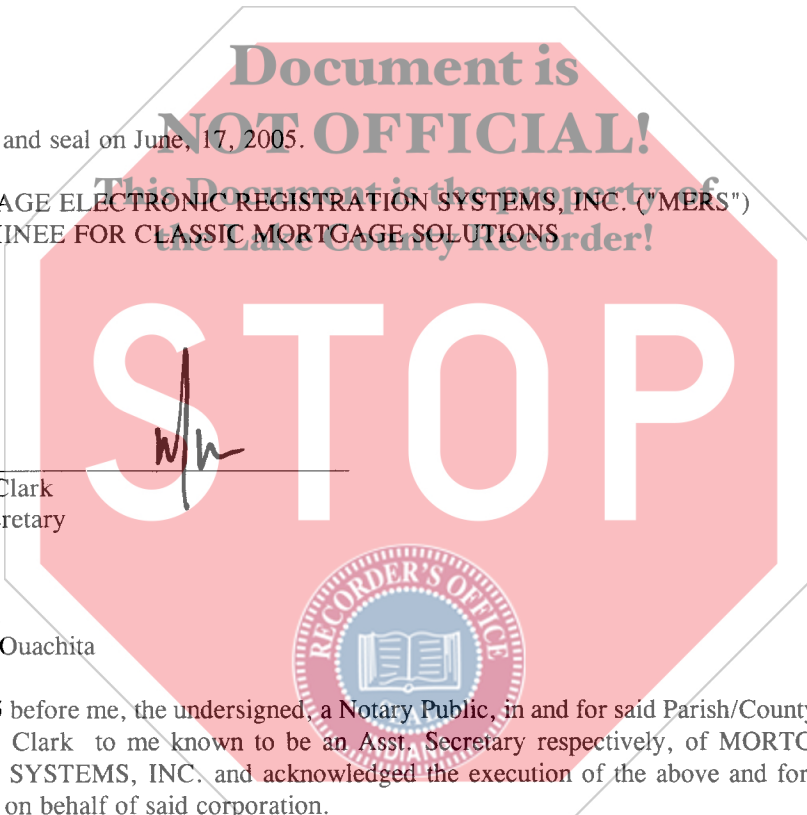 Document is
NOT OFFICIAL!
and seal on June, 17, 2005.
This Document is the property of
AGE ELECTRONIC REGISTRATION SYSTEMS, INC. ("MERS")
INEE FOR CLASSIC MORTGAGE SOLUTIONS
the Lake County Recorder!
STOP
Clark
retary
RECORDER'S OFFICE
Ouachita
before me, the undersigned, a Notary Public, in and for said Parish/County
Clark to me known to be an Asst. Secretary respectively, of MORTG
SYSTEMS, INC. and acknowledged the execution of the above and for
on behalf of said corporation.